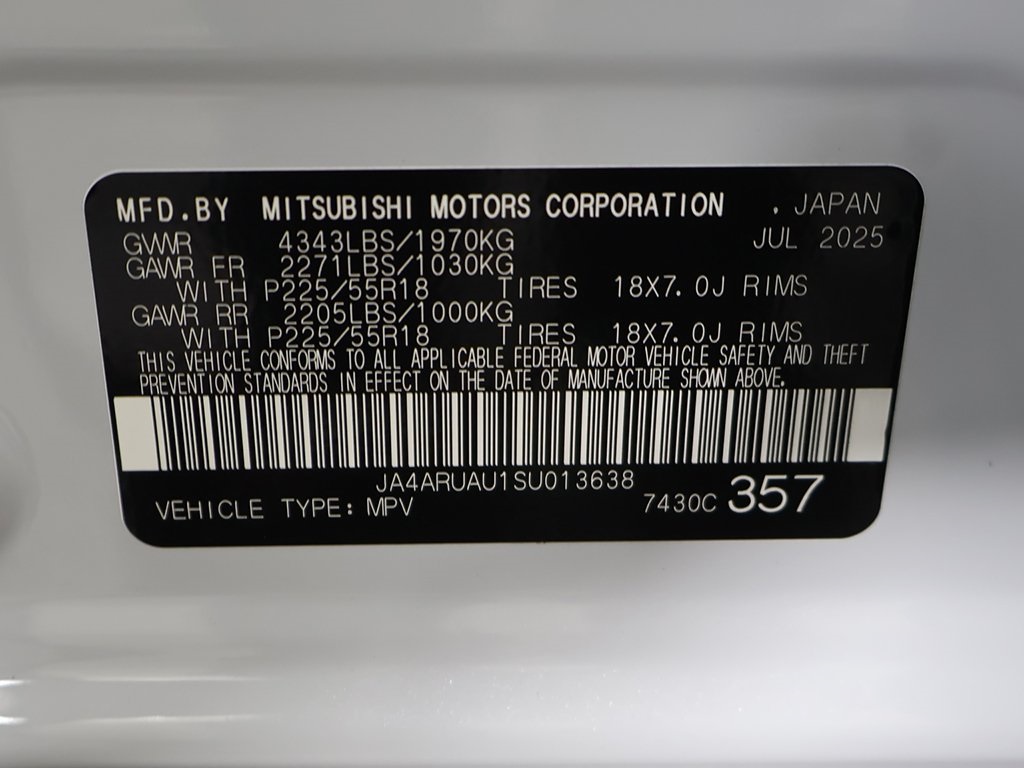 MFD.BY MITSUBISHI MOTORS CORPORATION . JAPAN
GVWR 4343LBS/1970KG JUL 2025
GAWR FR 2271LBS/1030KG
WITH P225/55R18 TIRES 18X7.0J RIMS
GAWR RR 2205LBS/1000KG
WITH P225/55R18 TIRES 18X7.0J RIMS
THIS VEHICLE CONFORMS TO ALL APPLICABLE FEDERAL MOTOR VEHICLE SAFETY AND THEFT
PREVENTION STANDARDS IN EFFECT ON THE DATE OF MANUFACTURE SHOWN ABOVE.
JA4ARUAU1SU013638
VEHICLE TYPE: MPV 7430C 357